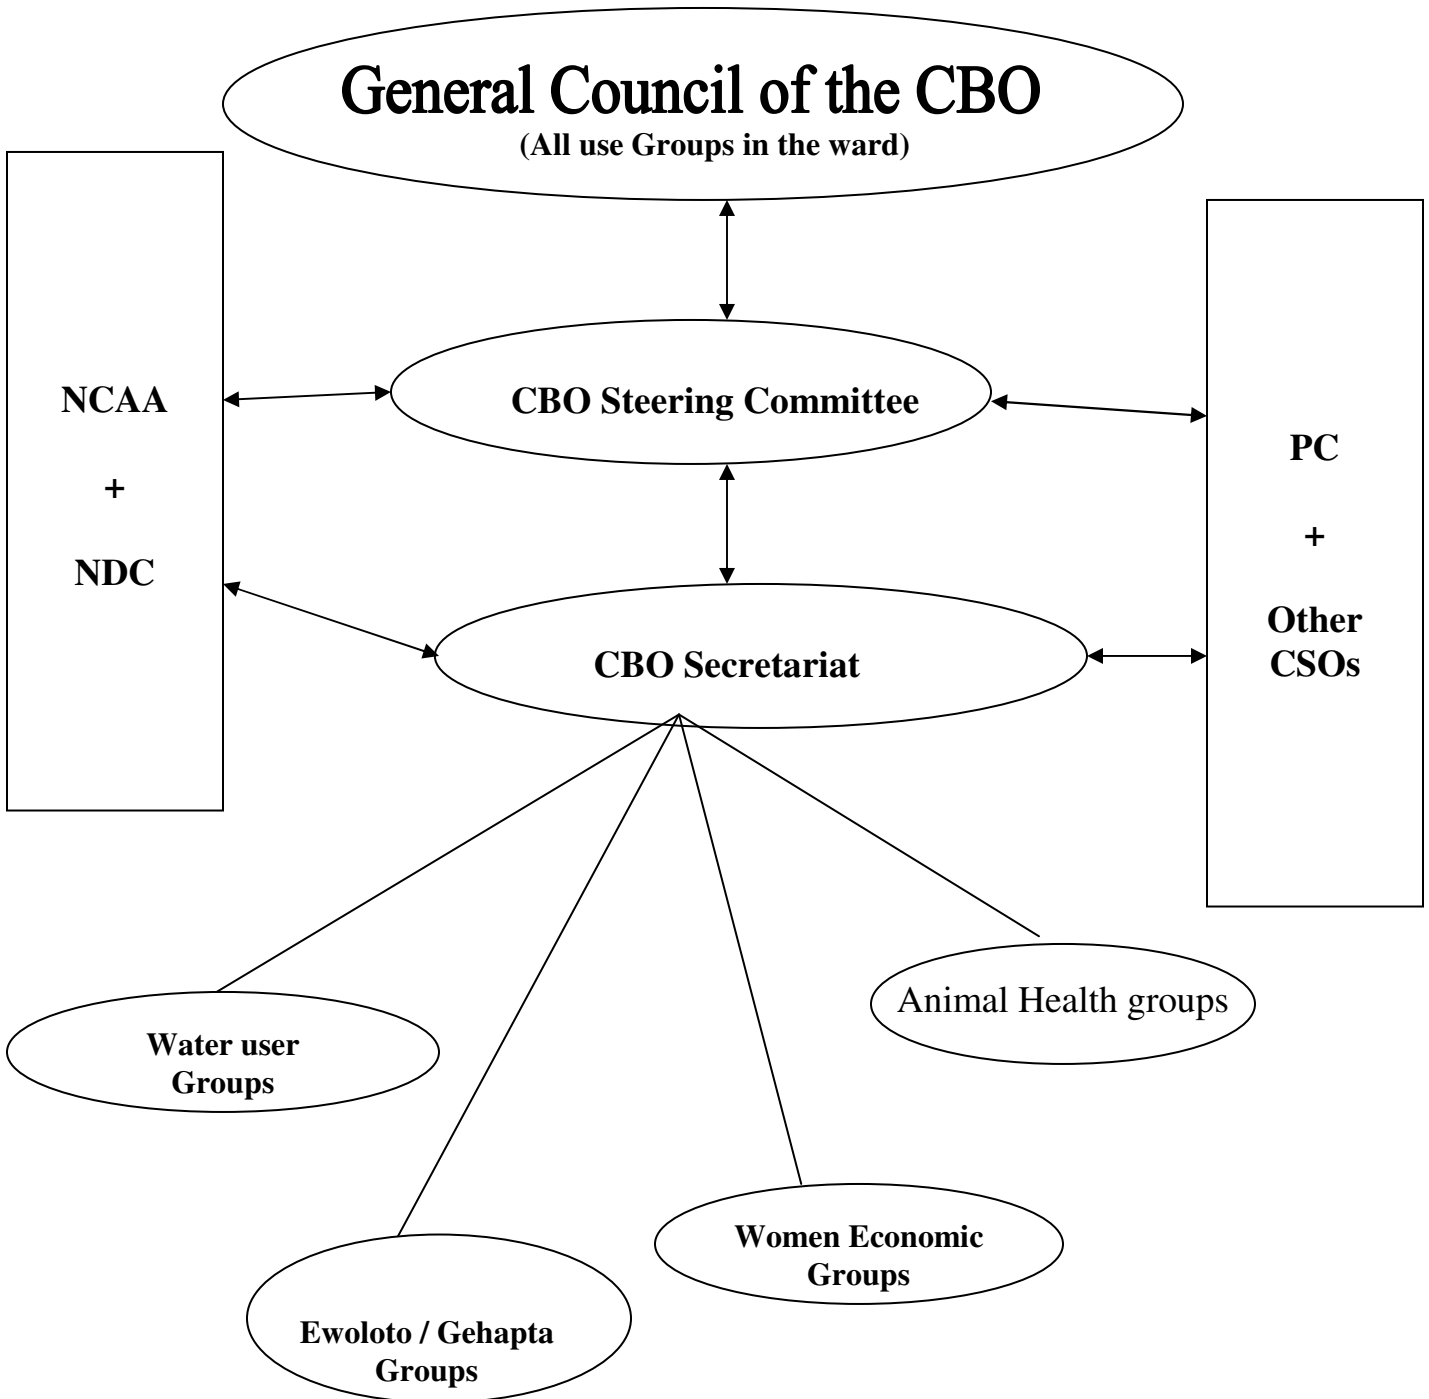 General Council of the CBO
(All use Groups in the ward)
NCAA
+
NDC
CBO Steering Committee
PC
+
Other
CSOs
CBO Secretariat
Animal Health groups
Water user
Groups
Women Economic
Groups
Ewoloto / Gehapta
Groups